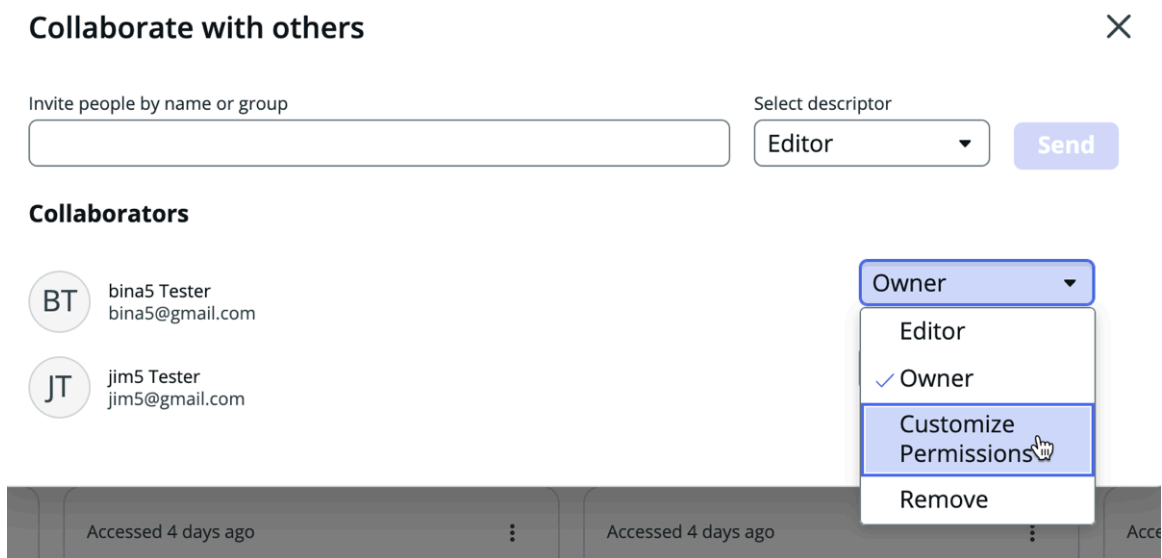 Collaborate with others
Invite people by name or group
Select descriptor
Editor
Send
Collaborators
BT
bina5 Tester
bina5@gmail.com
Owner
Editor
Owner
Customize
Permissions
Remove
JT
jim5 Tester
jim5@gmail.com
Accessed 4 days ago
Accessed 4 days ago
Acce